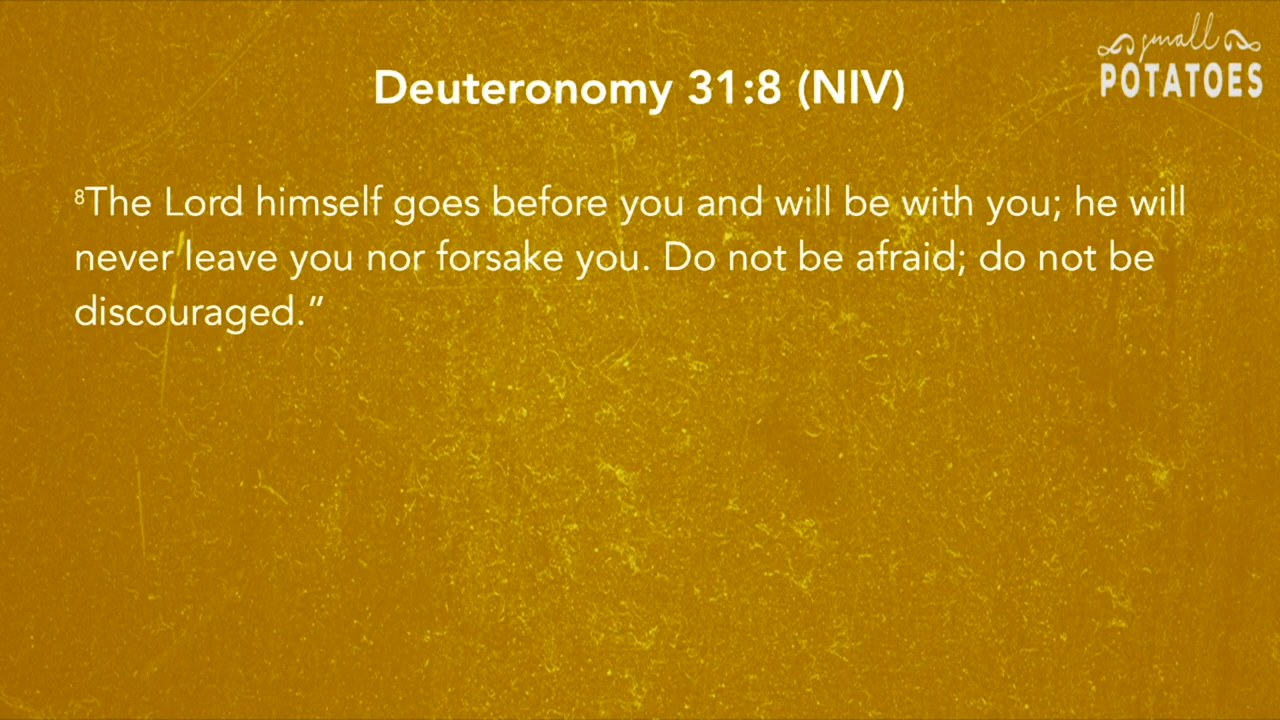 small
POTATOES
Deuteronomy 31:8 (NIV)
⁸The Lord himself goes before you and will be with you; he will
never leave you nor forsake you. Do not be afraid; do not be
discouraged.”